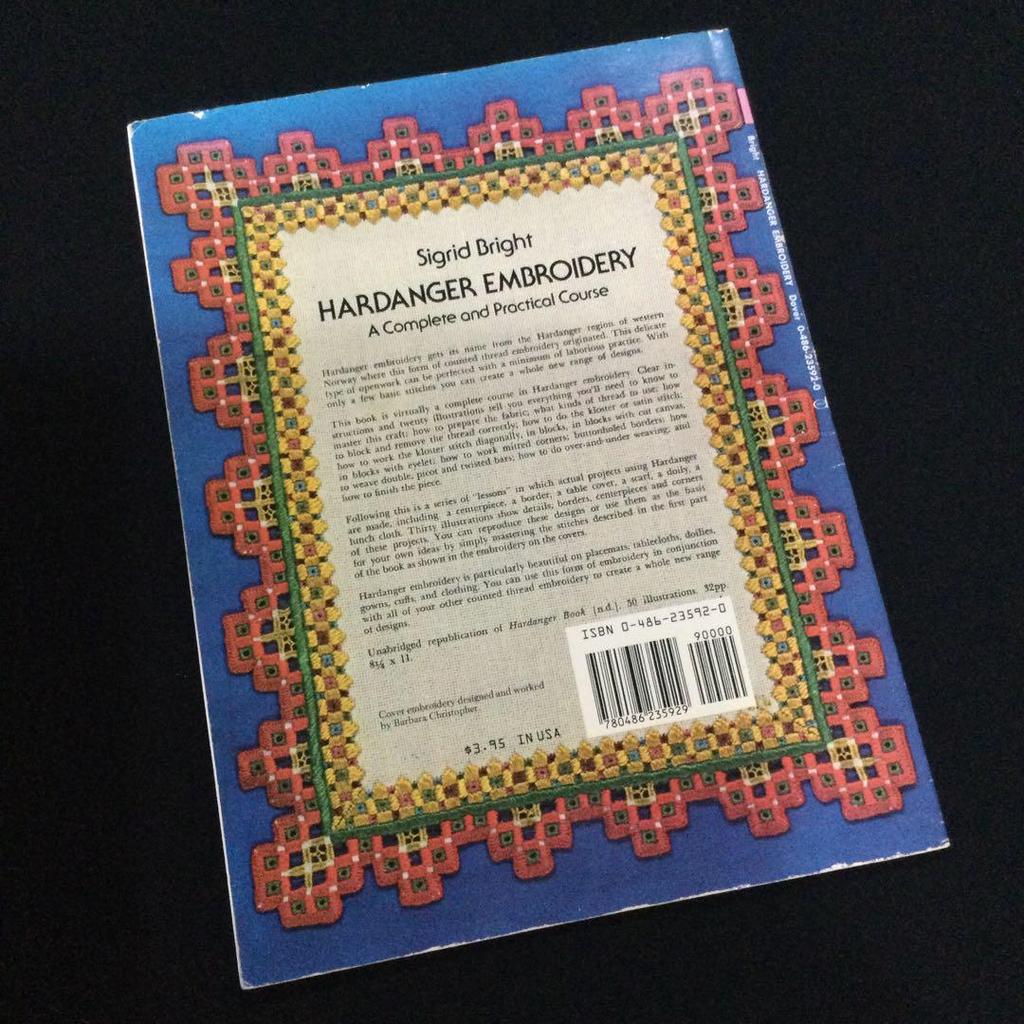 Sigrid Bright
HARDANGER EMBROIDERY
A Complete and Practical Course
Hardanger embroidery gets its name from the Hardanger region of western
Norway where this form of counted thread embroidery originated. This delicate
type of openwork can be perfected with a minimum of laborious practice. With
only a few basic stitches you can create a whole new range of designs.
This book is virtually a complete course in Hardanger embroidery. Clear in-
structions and twenty illustrations tell you everything you'll need to know to
master this craft: how to prepare the fabric; what kinds of thread to use; how
to block and remove the thread correctly; how to do the kloster or satin stitch;
how to work the kloster stitch diagonally, in blocks, in blocks with cut canvas,
in blocks with eyelet; how to work mitred corners; buttonholed borders; how
to weave double, picot and twisted bars; how to do over-and-under weaving; and
how to finish the piece.
Following this is a series of "lessons" in which actual projects using Hardanger
are made, including a centerpiece, a border, a table cover, a scarf, a doily, a
lunch cloth. Thirty illustrations show details, borders, centerpieces and corners
of these projects. You can reproduce these designs or use them as the basis
for your own ideas by simply mastering the stitches described in the first part
of the book as shown in the embroidery on the covers.
Hardanger embroidery is particularly beautiful on placemats, tablecloths, doilies,
gowns, cuffs, and clothing. You can use this form of embroidery in conjunction
with all of your other counted thread embroidery to create a whole new range
of designs.
Unabridged republication of Hardanger Book [n.d.]. 50 illustrations. 32pp.
8¼ x 11.
Cover embroidery designed and worked
by Barbara Christopher.
$3.95 IN USA
ISBN 0-486-23592-0
90000
780486 235929
Bright HARDANGER EMBROIDERY Dover 0-486-23592-0